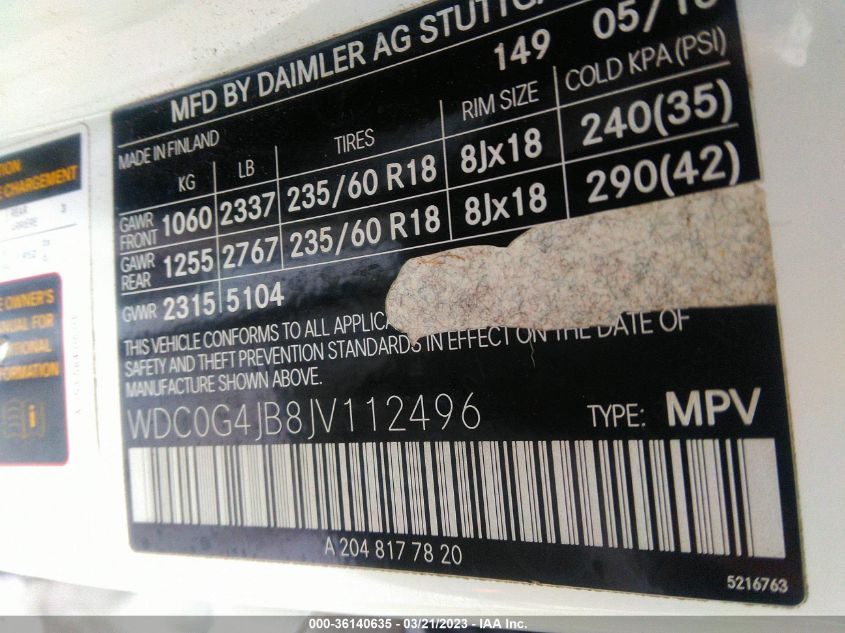 MFD BY DAIMLER AG
149
MADE IN FINLAND
KG LB TIRES RIM SIZE COLD KPA (PSI)
GAWR FRONT 1060 2337 235/60 R18 8Jx18 240(35)
GAWR REAR 1255 2767 235/60 R18 8Jx18 290(42)
GVWR 2315 5104
THIS VEHICLE CONFORMS TO ALL
SAFETY AND THEFT PREVENTION STANDARDS IN EFFECT ON THE DATE OF
MANUFACTURE SHOWN ABOVE.
WDC0G4JB8JV112496 TYPE: MPV
A 204 817 78 20
5216763
CHARGEMENT
OWNER'S
FOR
000-36140635 - 03/21/2023 - IAA Inc.